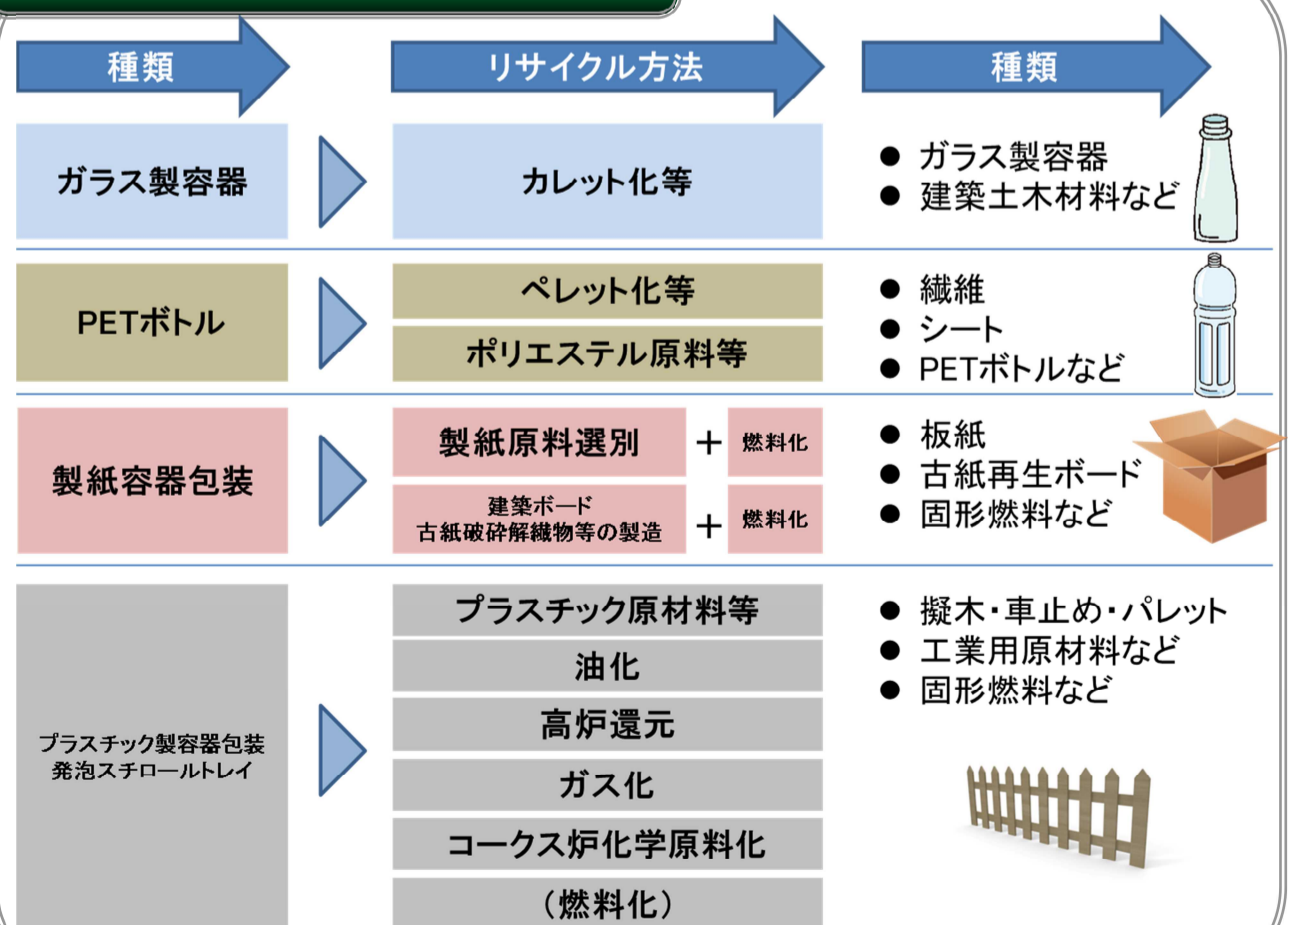 種類
リサイクル方法
種類
ガラス製容器
カレット化等
● ガラス製容器
● 建築土木材料など
PETボトル
ペレット化等
ポリエステル原料等
● 繊維
● シート
● PETボトルなど
製紙容器包装
製紙原料選別
+
燃料化
建築ボード
古紙破砕解繊物等の製造
+
燃料化
● 板紙
● 古紙再生ボード
● 固形燃料など
プラスチック製容器包装
発泡スチロールトレイ
プラスチック原材料等
油化
高炉還元
ガス化
コークス炉化学原料化
（燃料化）
● 擬木・車止め・パレット
● 工業用原材料など
● 固形燃料など